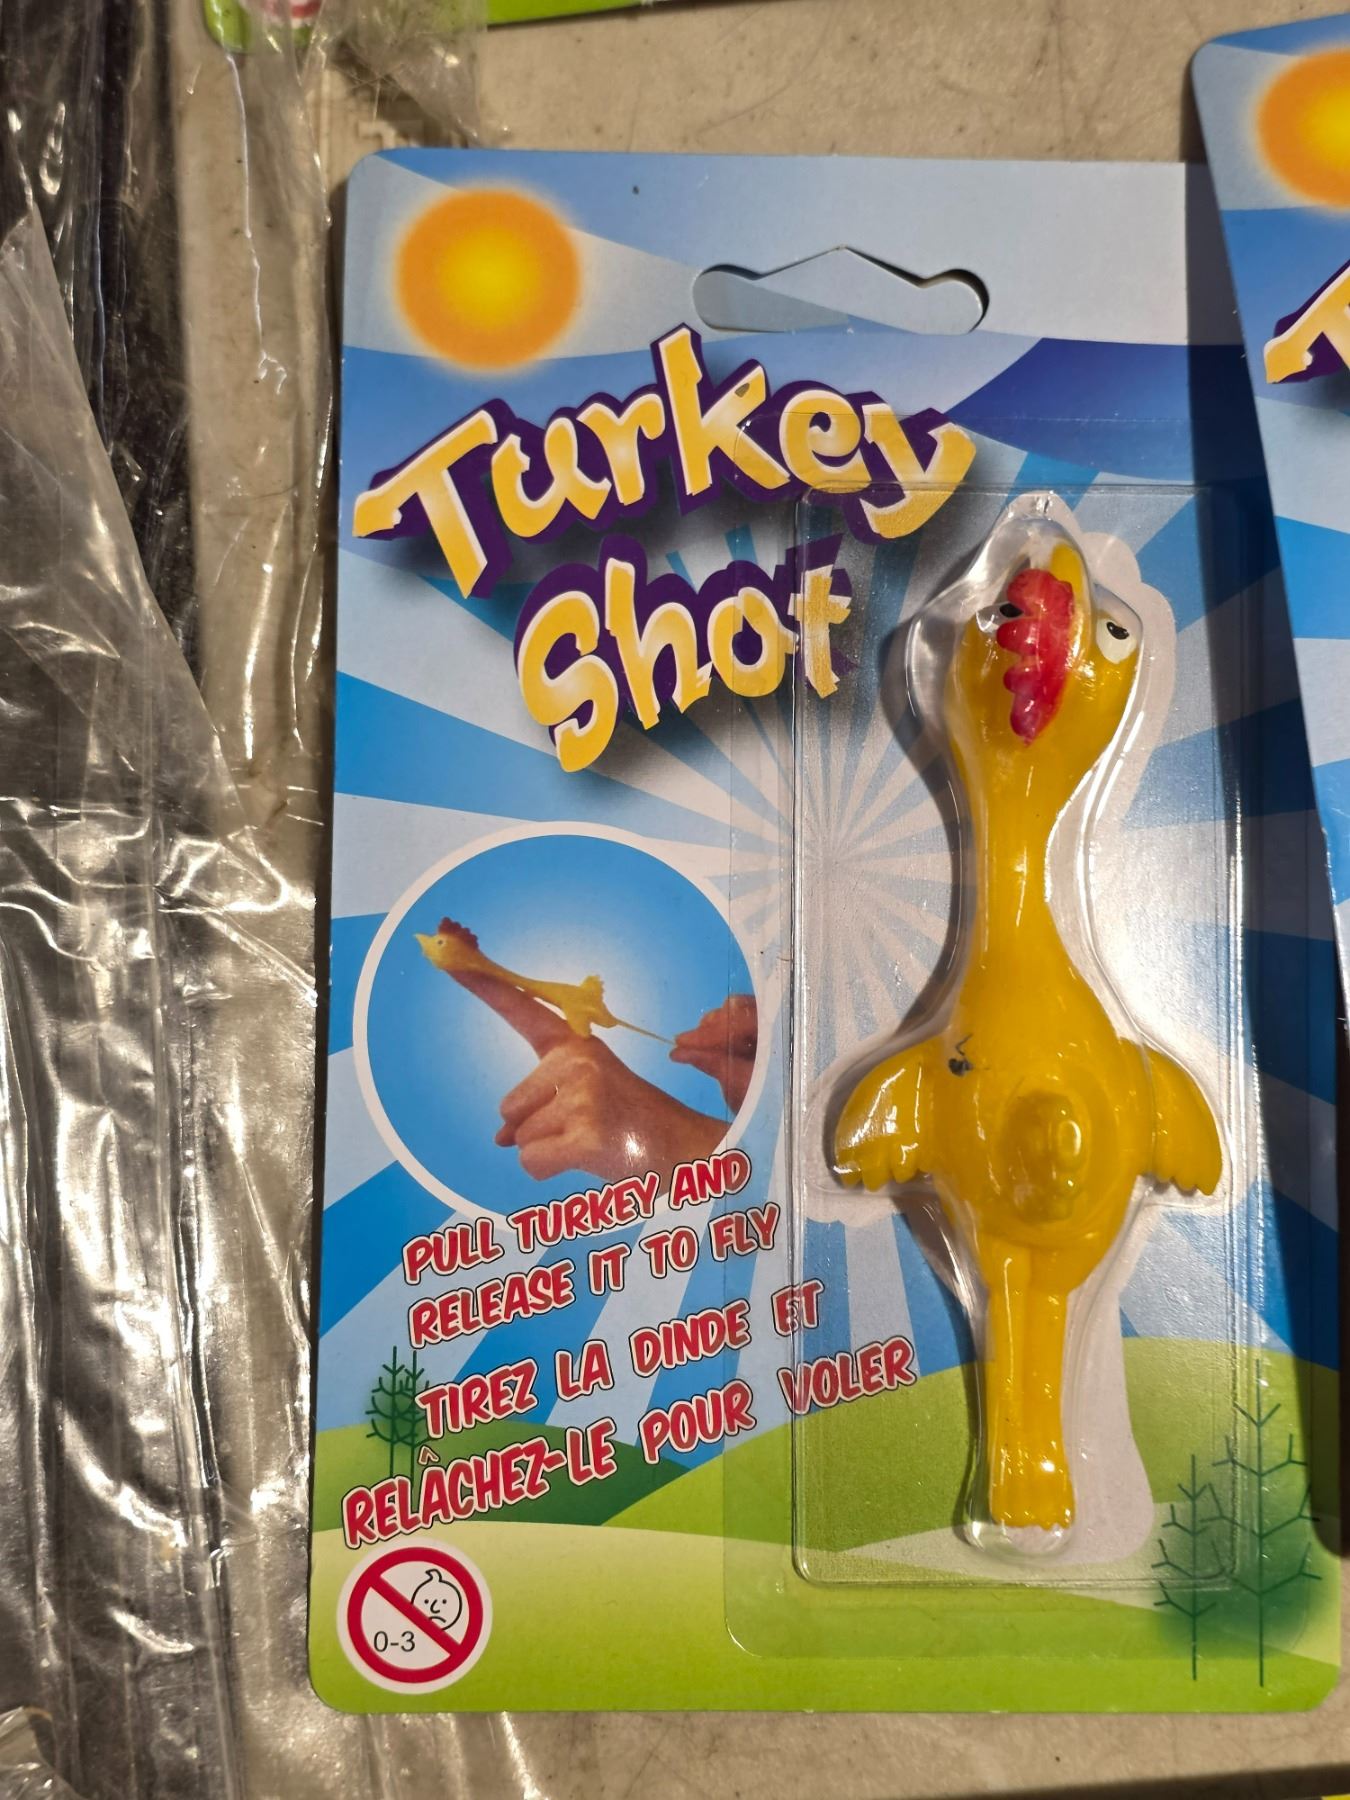 Turkey
Shot
PULL TURKEY AND
RELEASE IT TO FLY
TIREZ LA DINDE ET
RELÂCHEZ-LE POUR VOLER
0-3
T